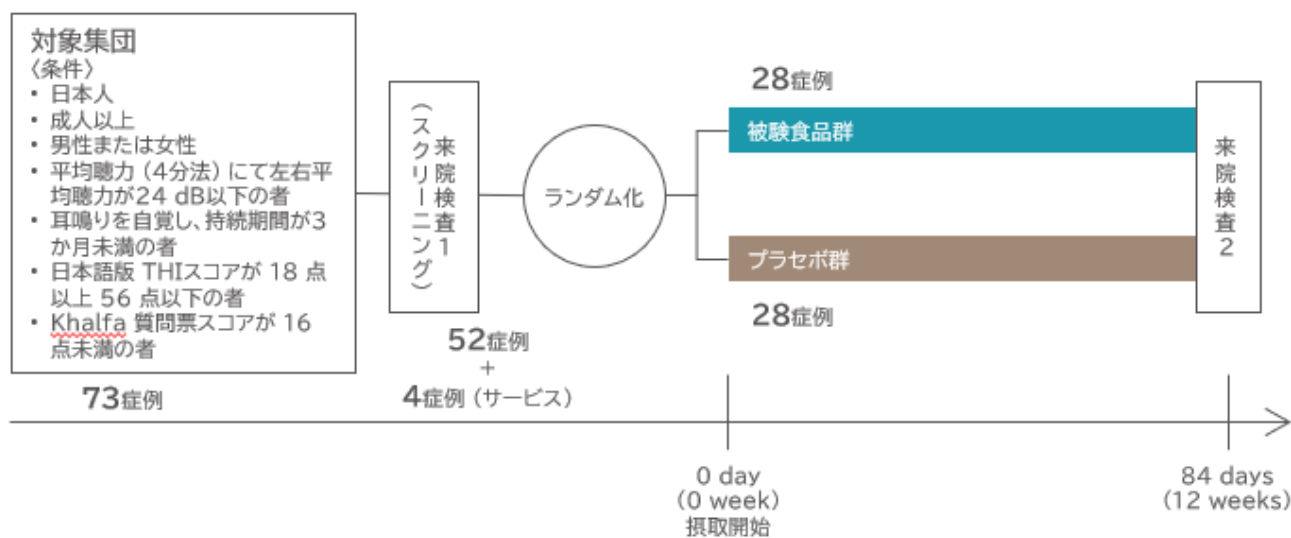 対象集団
〈条件〉
• 日本人
• 成人以上
• 男性または女性
• 平均聴力（4分法）にて左右平
均聴力が24 dB以下の者
• 耳鳴りを自覚し、持続期間が3
か月未満の者
• 日本語版 THIスコアが 18 点
以上 56 点以下の者
• Khalfa 質問票スコアが 16
点未満の者
73症例
来院検査1
（スクリーニング）
52症例
+
4症例（サービス）
ランダム化
28症例
被験食品群
プラセボ群
28症例
来院検査2
0 day
(0 week)
摂取開始
84 days
(12 weeks)